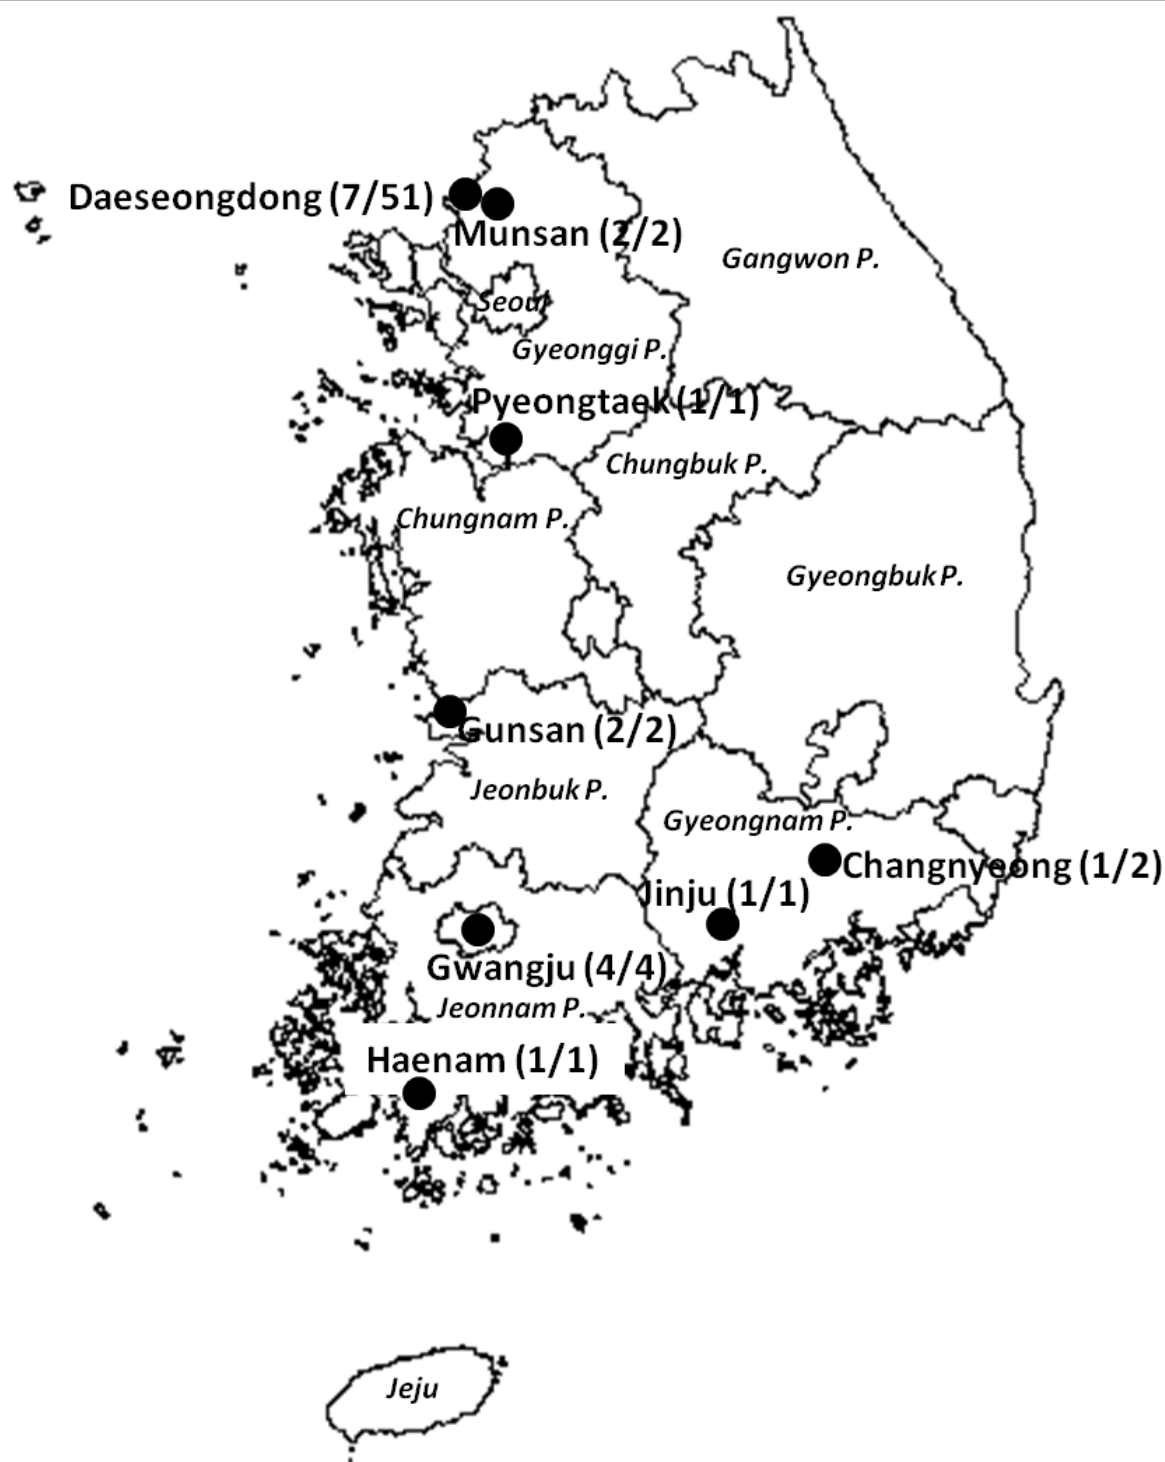 Daeseongdong (7/51)
Munsan (2/2)
Gangwon P.
Seoul
Gyeonggi P.
Pyeongtaek (1/1)
Chungbuk P.
Chungnam P.
Gyeongbuk P.
Gunsan (2/2)
Jeonbuk P.
Gyeongnam P.
Changnyeong (1/2)
Jinju (1/1)
Gwangju (4/4)
Jeonnam P.
Haenam (1/1)
Jeju